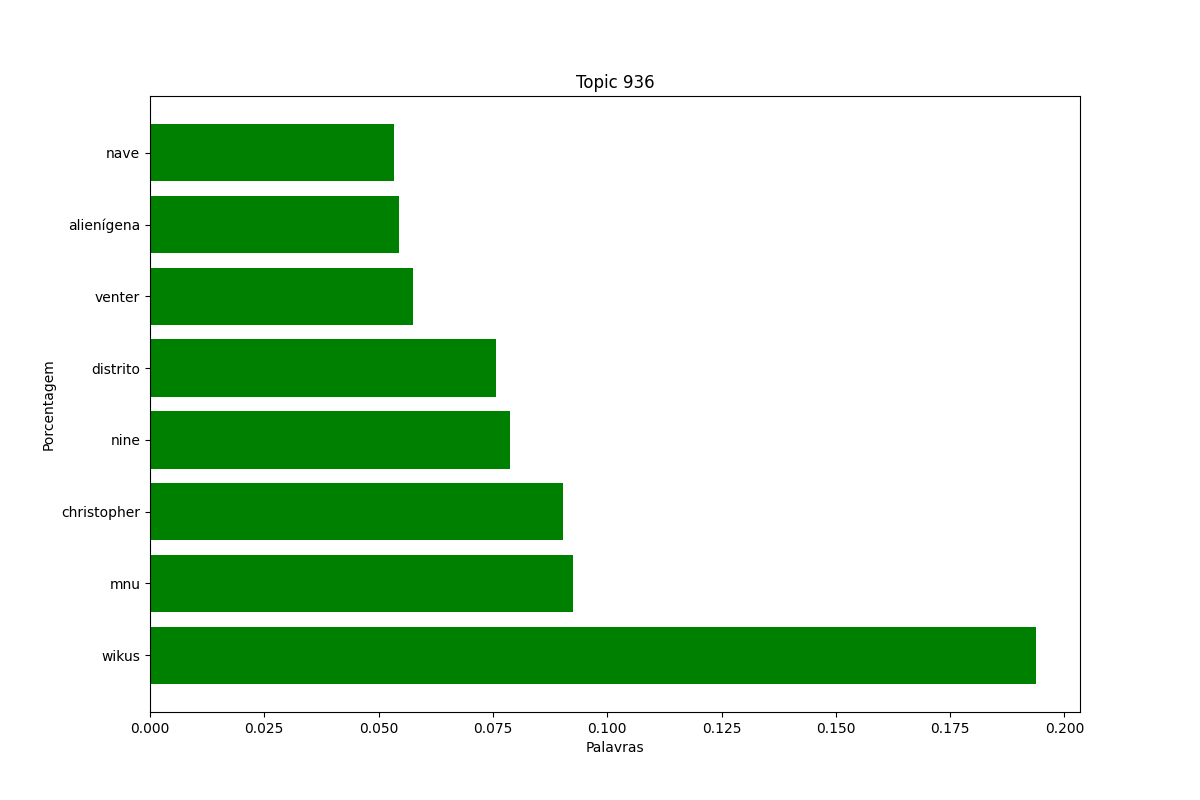 Topic 936
nave
alienígena
venter
distrito
nine
christopher
mnu
wikus
Porcentagem
0.000 0.025 0.050 0.075 0.100 0.125 0.150 0.175 0.200
Palavras